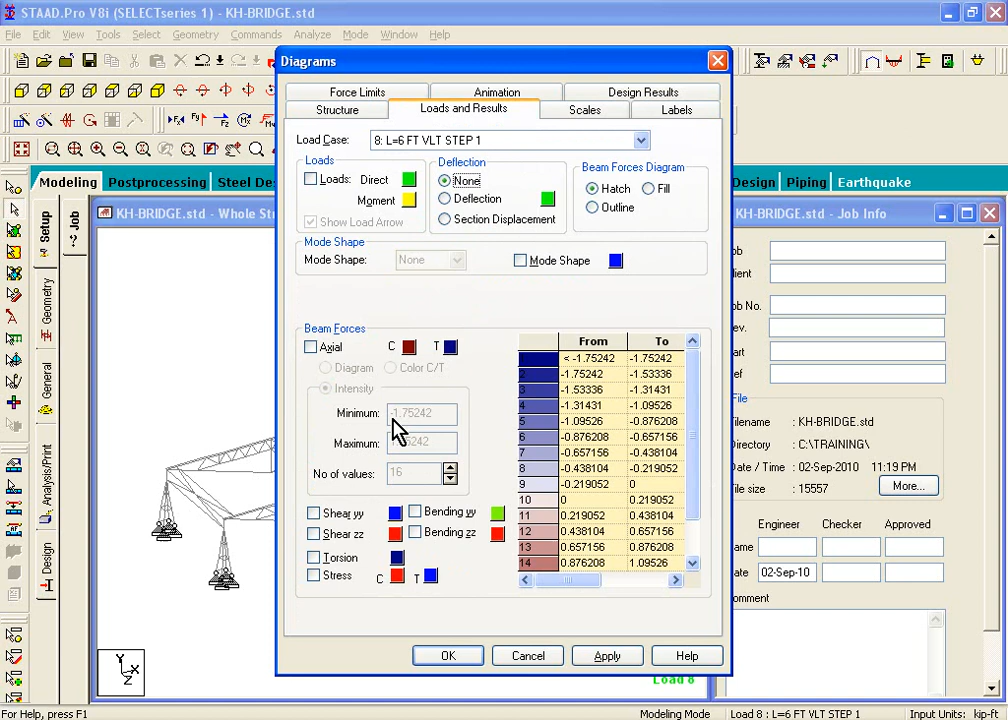 STAAD.Pro V8i (SELECTseries 1) - KH-BRIDGE.std
File Edit View Tools Select Geometry Commands Analyze Mode Window Help
Diagrams
Force Limits Animation Design Results
Structure Loads and Results Scales Labels
Load Case: 8: L=6 FT VLT STEP 1
Modeling Postprocessing Steel De Design Piping Earthquake
Loads
Loads: Direct
Moment
Show Load Arrow
Deflection
None
Deflection
Section Displacement
Beam Forces Diagram
Hatch Fill
Outline
KH-BRIDGE.std - Whole Str
KH-BRIDGE.std - Job Info
Mode Shape
Mode Shape: None Mode Shape
Beam Forces
Axial C T
Diagram Color C/T
Intensity
Minimum: -1.75242
Maximum: 5242
No of values: 16
Shear yy Bending yy
Shear zz Bending zz
Torsion
Stress C T
From To
< -1.75242 -1.75242
2 -1.75242 -1.53336
3 -1.53336 -1.31431
4 -1.31431 -1.09526
5 -1.09526 -0.876208
6 -0.876208 -0.657156
7 -0.657156 -0.438104
8 -0.438104 -0.219052
9 -0.219052 0
10 0 0.219052
11 0.219052 0.438104
12 0.438104 0.657156
13 0.657156 0.876208
14 0.876208 1.09526
OK Cancel Apply Help
Setup
Job
Geometry
General
Analysis/Print
Design
ob
lient
ob No.
ev.
art
ef
File
ame: KH-BRIDGE.std
Directory : C:\TRAINING\
Date / Time : 02-Sep-2010 11:19 PM
File size : 15557 More...
Engineer Checker Approved
ame
ate 02-Sep-10
omment
Y
X
Z
Load 8
For Help, press F1 Modeling Mode Load 8 : L=6 FT VLT STEP 1 Input Units: kip-ft